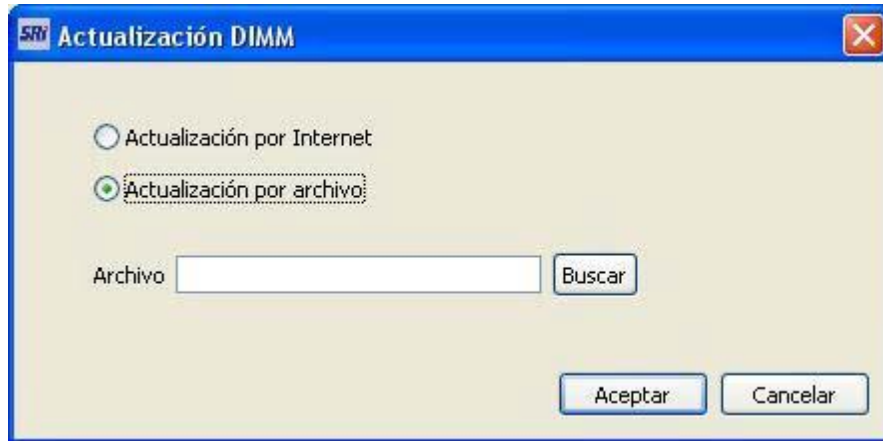 SRi Actualización DIMM
Actualización por Internet
Actualización por archivo
Archivo Buscar
Aceptar Cancelar